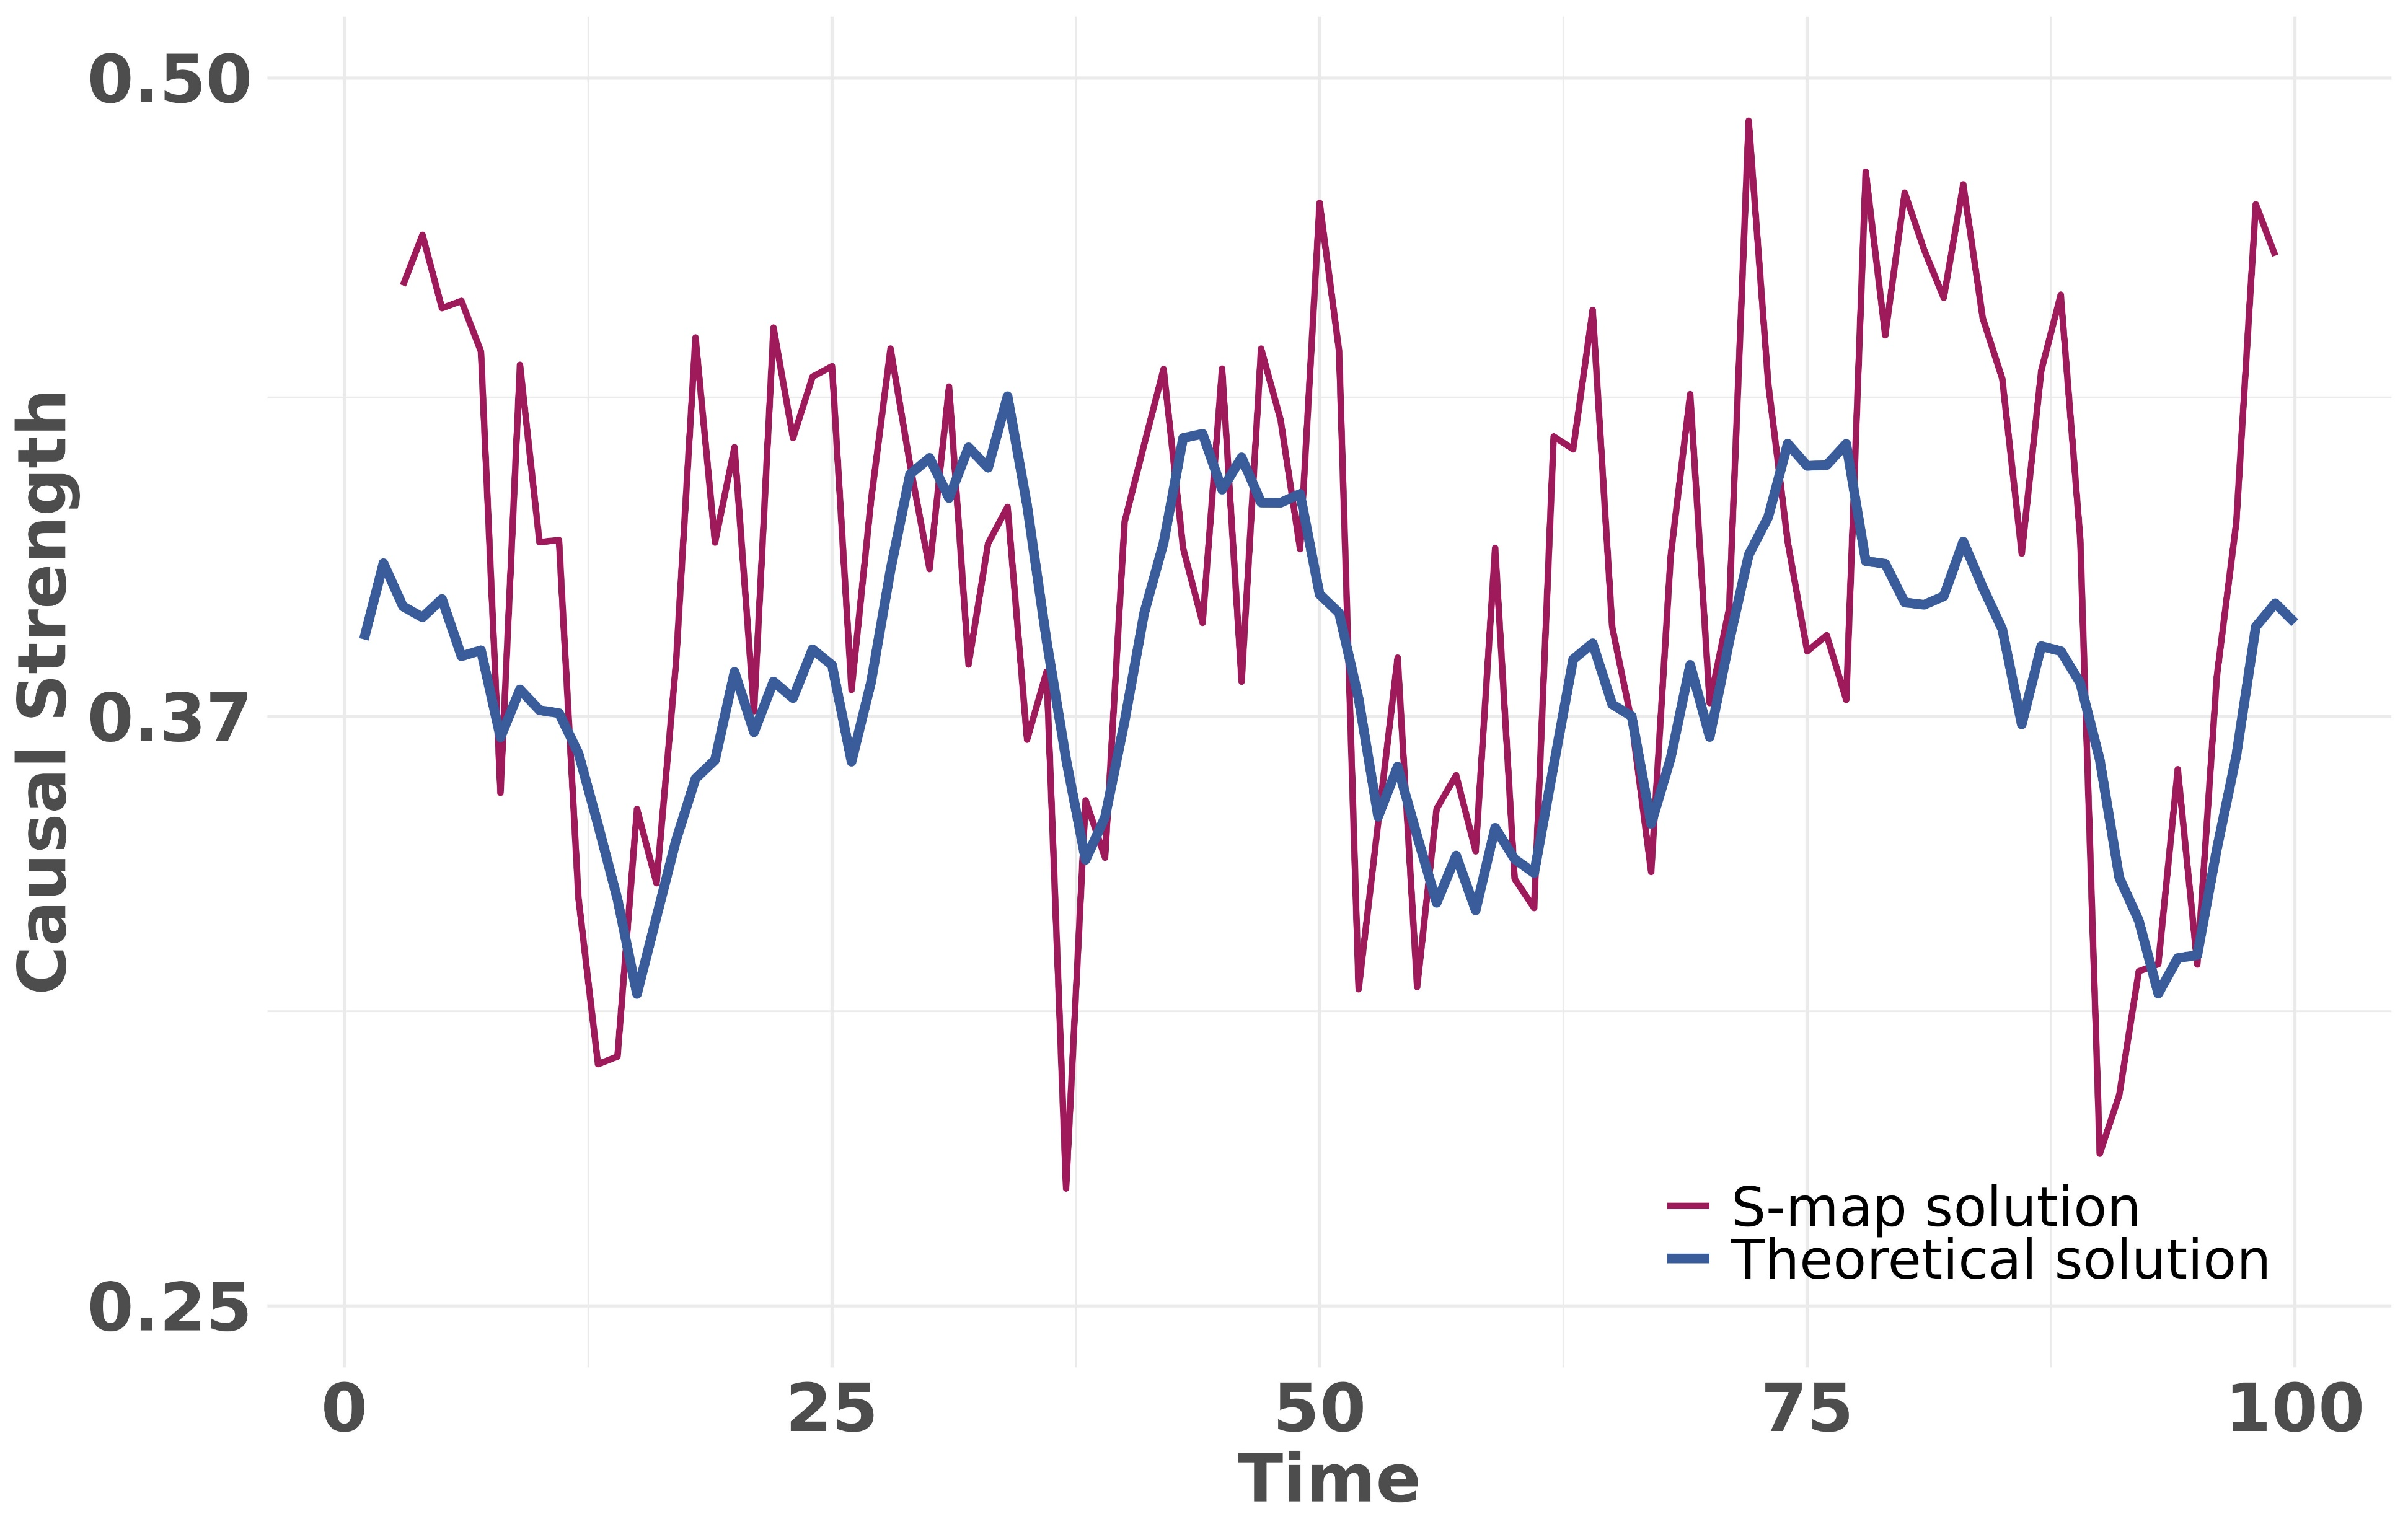 0.50
0.37
0.25
Causal Strength
S-map solution
Theoretical solution
0 25 50 75 100
Time